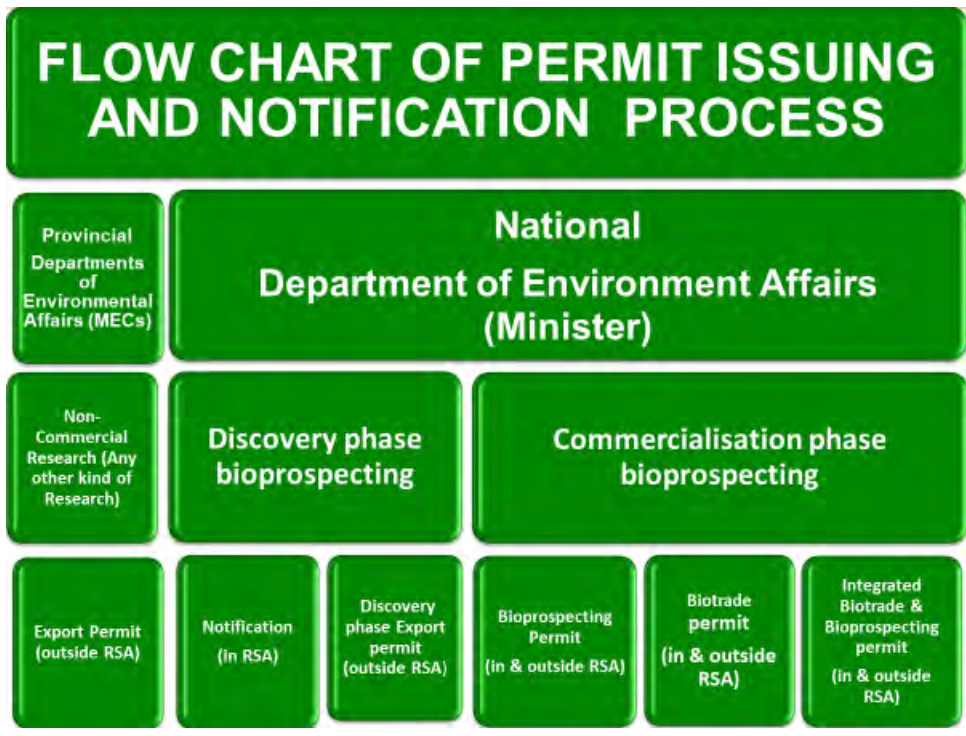 FLOW CHART OF PERMIT ISSUING
AND NOTIFICATION PROCESS
Provincial
Departments
of
Environmental
Affairs (MECs)
National
Department of Environment Affairs
(Minister)
Non-
Commercial
Research (Any
other kind of
Research)
Discovery phase
bioprospecting
Commercialisation phase
bioprospecting
Export Permit
(outside RSA)
Notification
(in RSA)
Discovery
phase Export
permit
(outside RSA)
Bioprospecting
Permit
(in & outside RSA)
Biotrade
permit
(in & outside
RSA)
Integrated
Biotrade &
Bioprospecting
permit
(in & outside
RSA)